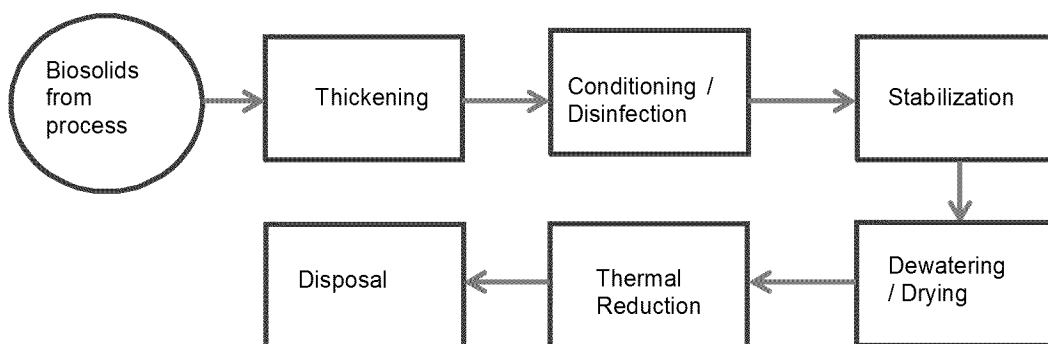 Biosolids
from
process
Thickening
Conditioning /
Disinfection
Stabilization
Dewatering
/ Drying
Thermal
Reduction
Disposal